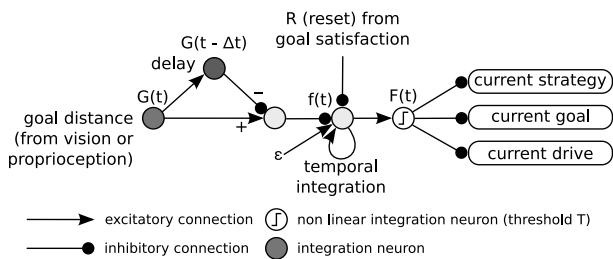 R (reset) from
goal satisfaction
G(t - Δt)
delay
G(t)
−
+
goal distance
(from vision or
proprioception)
f(t)
ε
temporal
integration
F(t)
current strategy
current goal
current drive
excitatory connection
non linear integration neuron (threshold T)
inhibitory connection
integration neuron